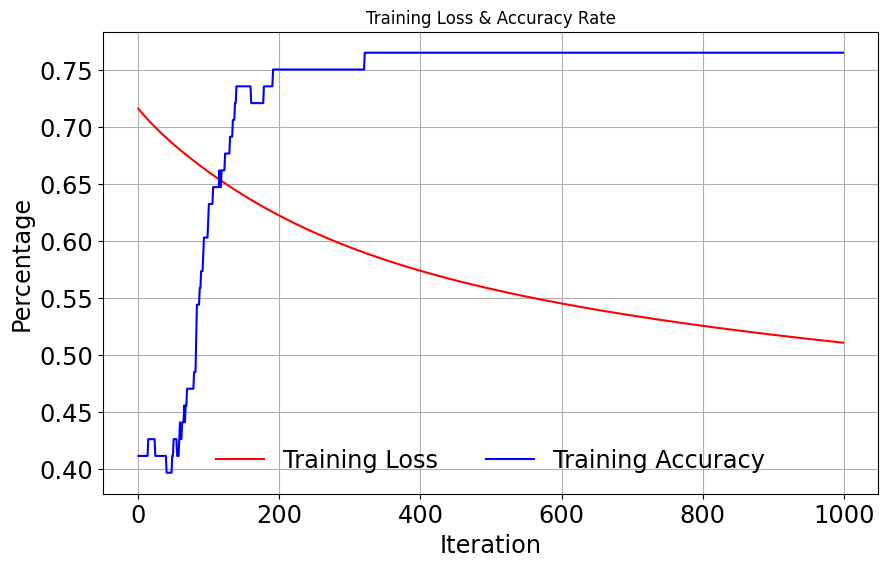 Training Loss & Accuracy Rate
0.75
0.70
0.65
0.60
0.55
0.50
0.45
0.40
Percentage
Training Loss
Training Accuracy
0
200
400
600
800
1000
Iteration